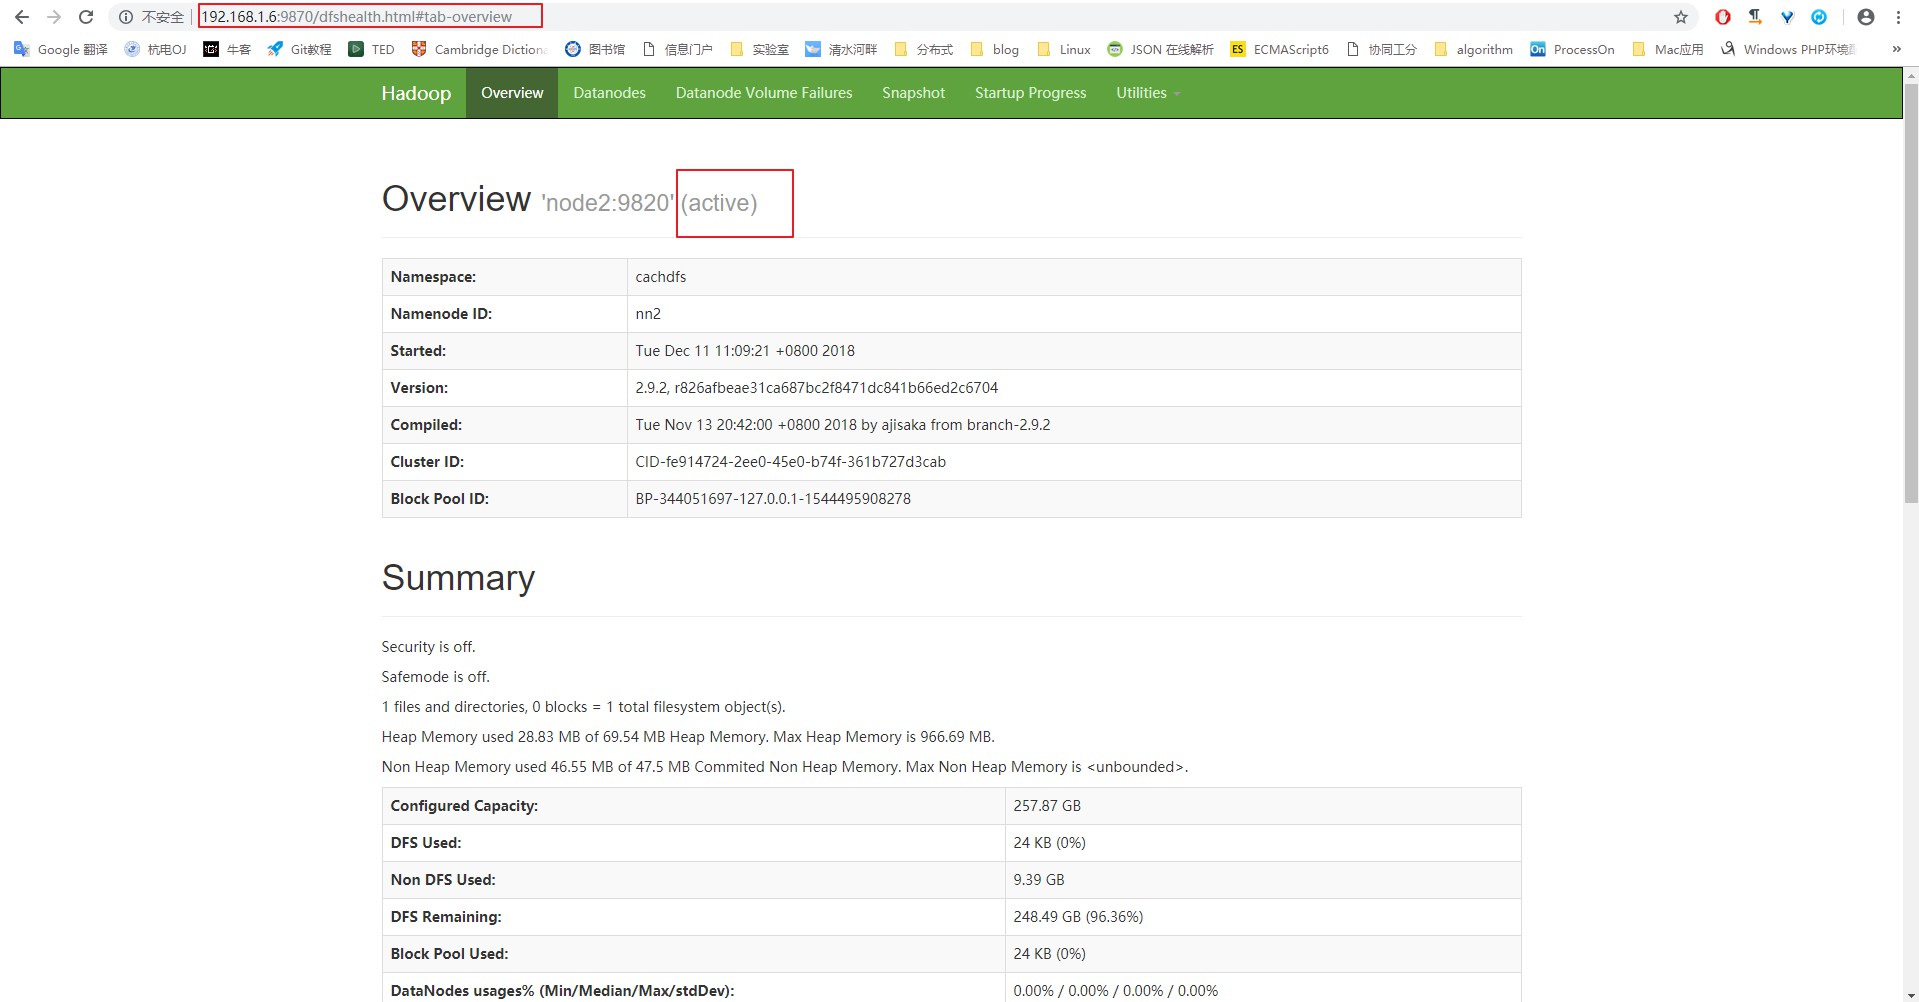 不安全 192.168.1.6:9870/dfshealth.html#tab-overview
Google 翻译 杭电OJ 牛客 Git教程 TED Cambridge Dictiona 图书馆 信息门户 实验室 清水河畔 分布式 blog Linux JSON 在线解析 ES ECMAScript6 协同工分 algorithm On ProcessOn Mac应用 Windows PHP环境 »
Hadoop Overview Datanodes Datanode Volume Failures Snapshot Startup Progress Utilities
Overview 'node2:9820' (active)
Namespace: cachdfs
Namenode ID: nn2
Started: Tue Dec 11 11:09:21 +0800 2018
Version: 2.9.2, r826afbeae31ca687bc2f8471dc841b66ed2c6704
Compiled: Tue Nov 13 20:42:00 +0800 2018 by ajisaka from branch-2.9.2
Cluster ID: CID-fe914724-2ee0-45e0-b74f-361b727d3cab
Block Pool ID: BP-344051697-127.0.0.1-1544495908278
Summary
Security is off.
Safemode is off.
1 files and directories, 0 blocks = 1 total filesystem object(s).
Heap Memory used 28.83 MB of 69.54 MB Heap Memory. Max Heap Memory is 966.69 MB.
Non Heap Memory used 46.55 MB of 47.5 MB Commited Non Heap Memory. Max Non Heap Memory is <unbounded>.
Configured Capacity: 257.87 GB
DFS Used: 24 KB (0%)
Non DFS Used: 9.39 GB
DFS Remaining: 248.49 GB (96.36%)
Block Pool Used: 24 KB (0%)
DataNodes usages% (Min/Median/Max/stdDev): 0.00% / 0.00% / 0.00% / 0.00%